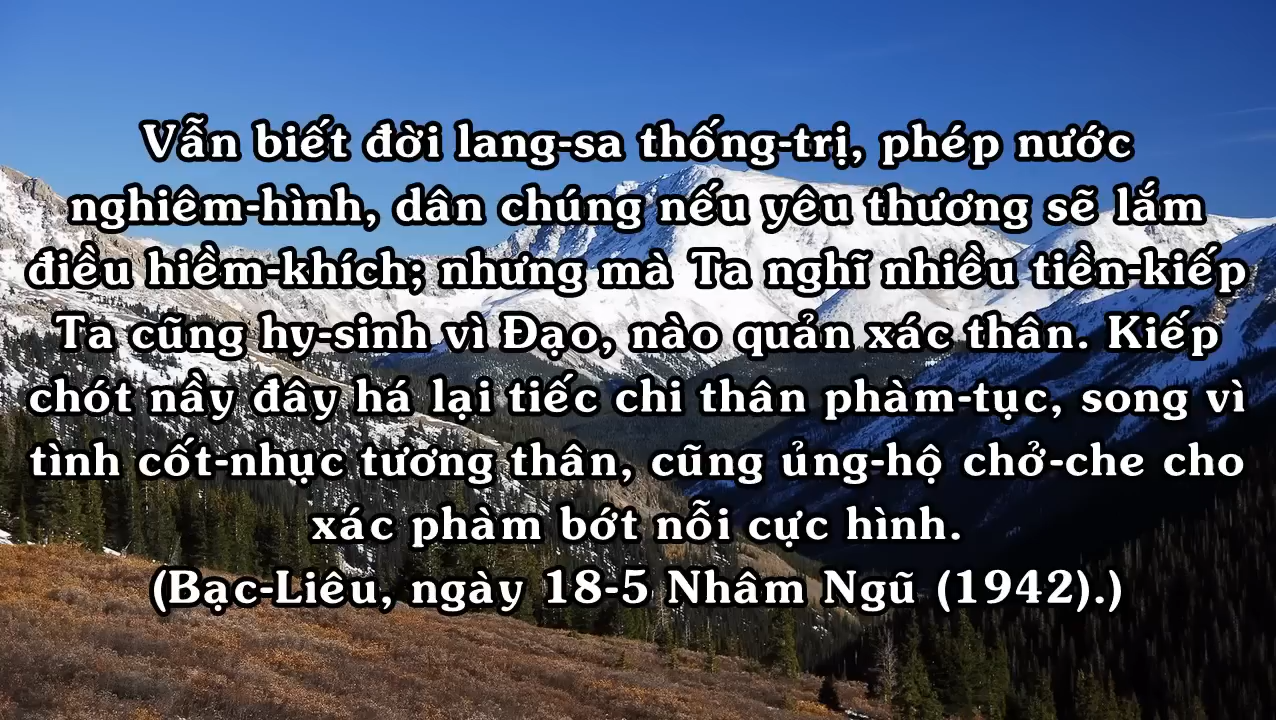 Vẫn biết đời lang-sa thống-trị, phép nước
nghiêm-hình, dân chúng nếu yêu thương sẽ lắm
điều hiềm-khích; nhưng mà Ta nghĩ nhiều tiền-kiếp
Ta cũng hy-sinh vì Đạo, nào quản xác thân. Kiếp
chót nầy đây há lại tiếc chi thân phàm-tục, song vì
tình cốt-nhục tương thân, cũng ủng-hộ chở-che cho
xác phàm bớt nỗi cực hình.
(Bạc-Liêu, ngày 18-5 Nhâm Ngũ (1942).)